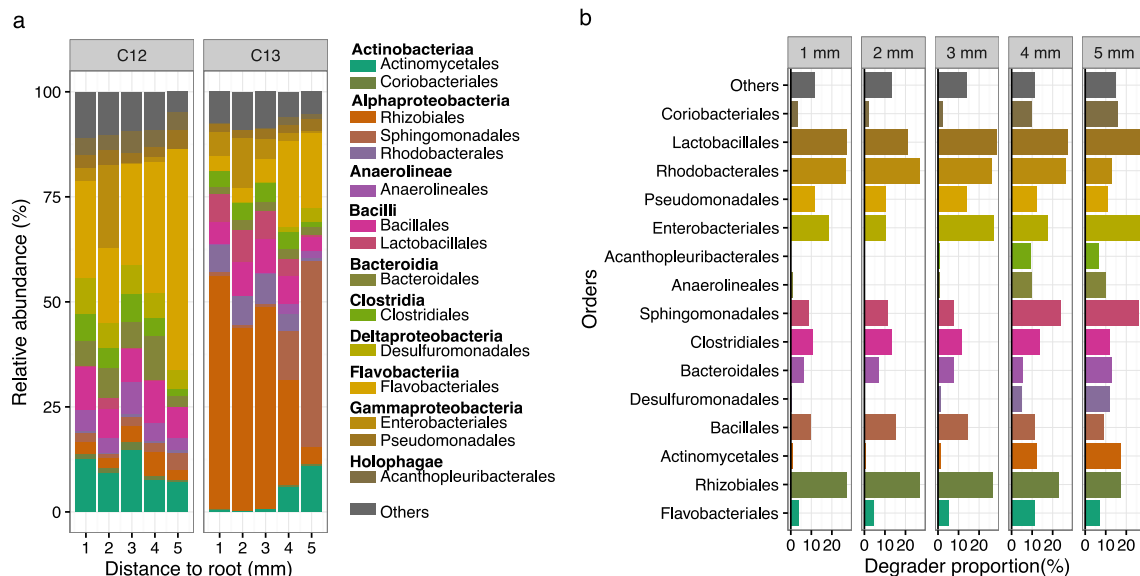 a
C12
C13
100
75
50
25
0
Relative abundance (%)
1 2 3 4 5
1 2 3 4 5
Distance to root (mm)
Actinobacteriaa
Actinomycetales
Coriobacteriales
Alphaproteobacteria
Rhizobiales
Sphingomonadales
Rhodobacterales
Anaerolineae
Anaerolineales
Bacilli
Bacillales
Lactobacillales
Bacteroidia
Bacteroidales
Clostridia
Clostridiales
Deltaproteobacteria
Desulfuromonadales
Flavobacteriia
Flavobacteriales
Gammaproteobacteria
Enterobacteriales
Pseudomonadales
Holophagae
Acanthopleuribacterales
Others
b
1 mm
2 mm
3 mm
4 mm
5 mm
Orders
Others
Coriobacteriales
Lactobacillales
Rhodobacterales
Pseudomonadales
Enterobacteriales
Acanthopleuribacterales
Anaerolineales
Sphingomonadales
Clostridiales
Bacteroidales
Desulfuromonadales
Bacillales
Actinomycetales
Rhizobiales
Flavobacteriales
0 10 20
0 10 20
0 10 20
0 10 20
0 10 20
Degrader proportion(%)